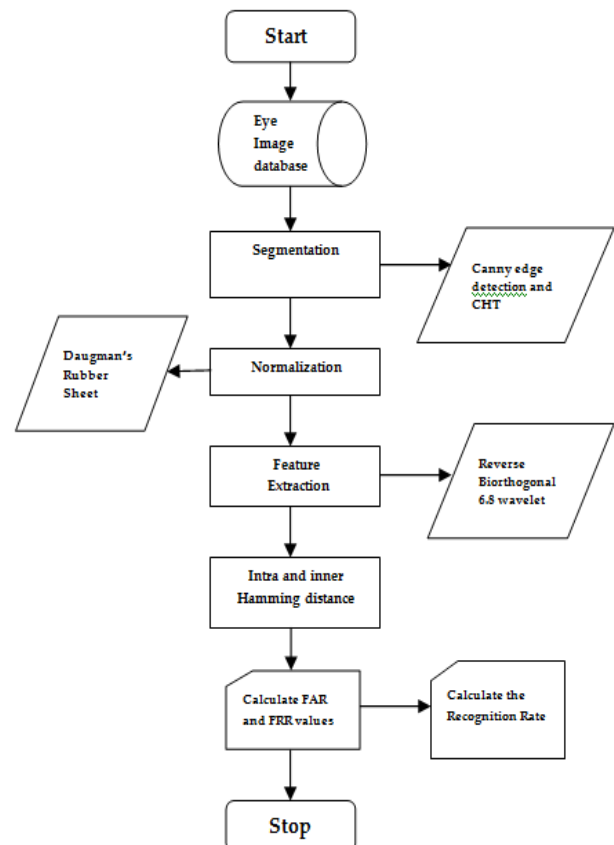 Start
Eye
Image
database
Segmentation
Canny edge
detection and
CHT
Daugman's
Rubber
Sheet
Normalization
Feature
Extraction
Reverse
Biorthogonal
6.8 wavelet
Intra and inner
Hamming distance
Calculate FAR
and FRR values
Calculate the
Recognition Rate
Stop